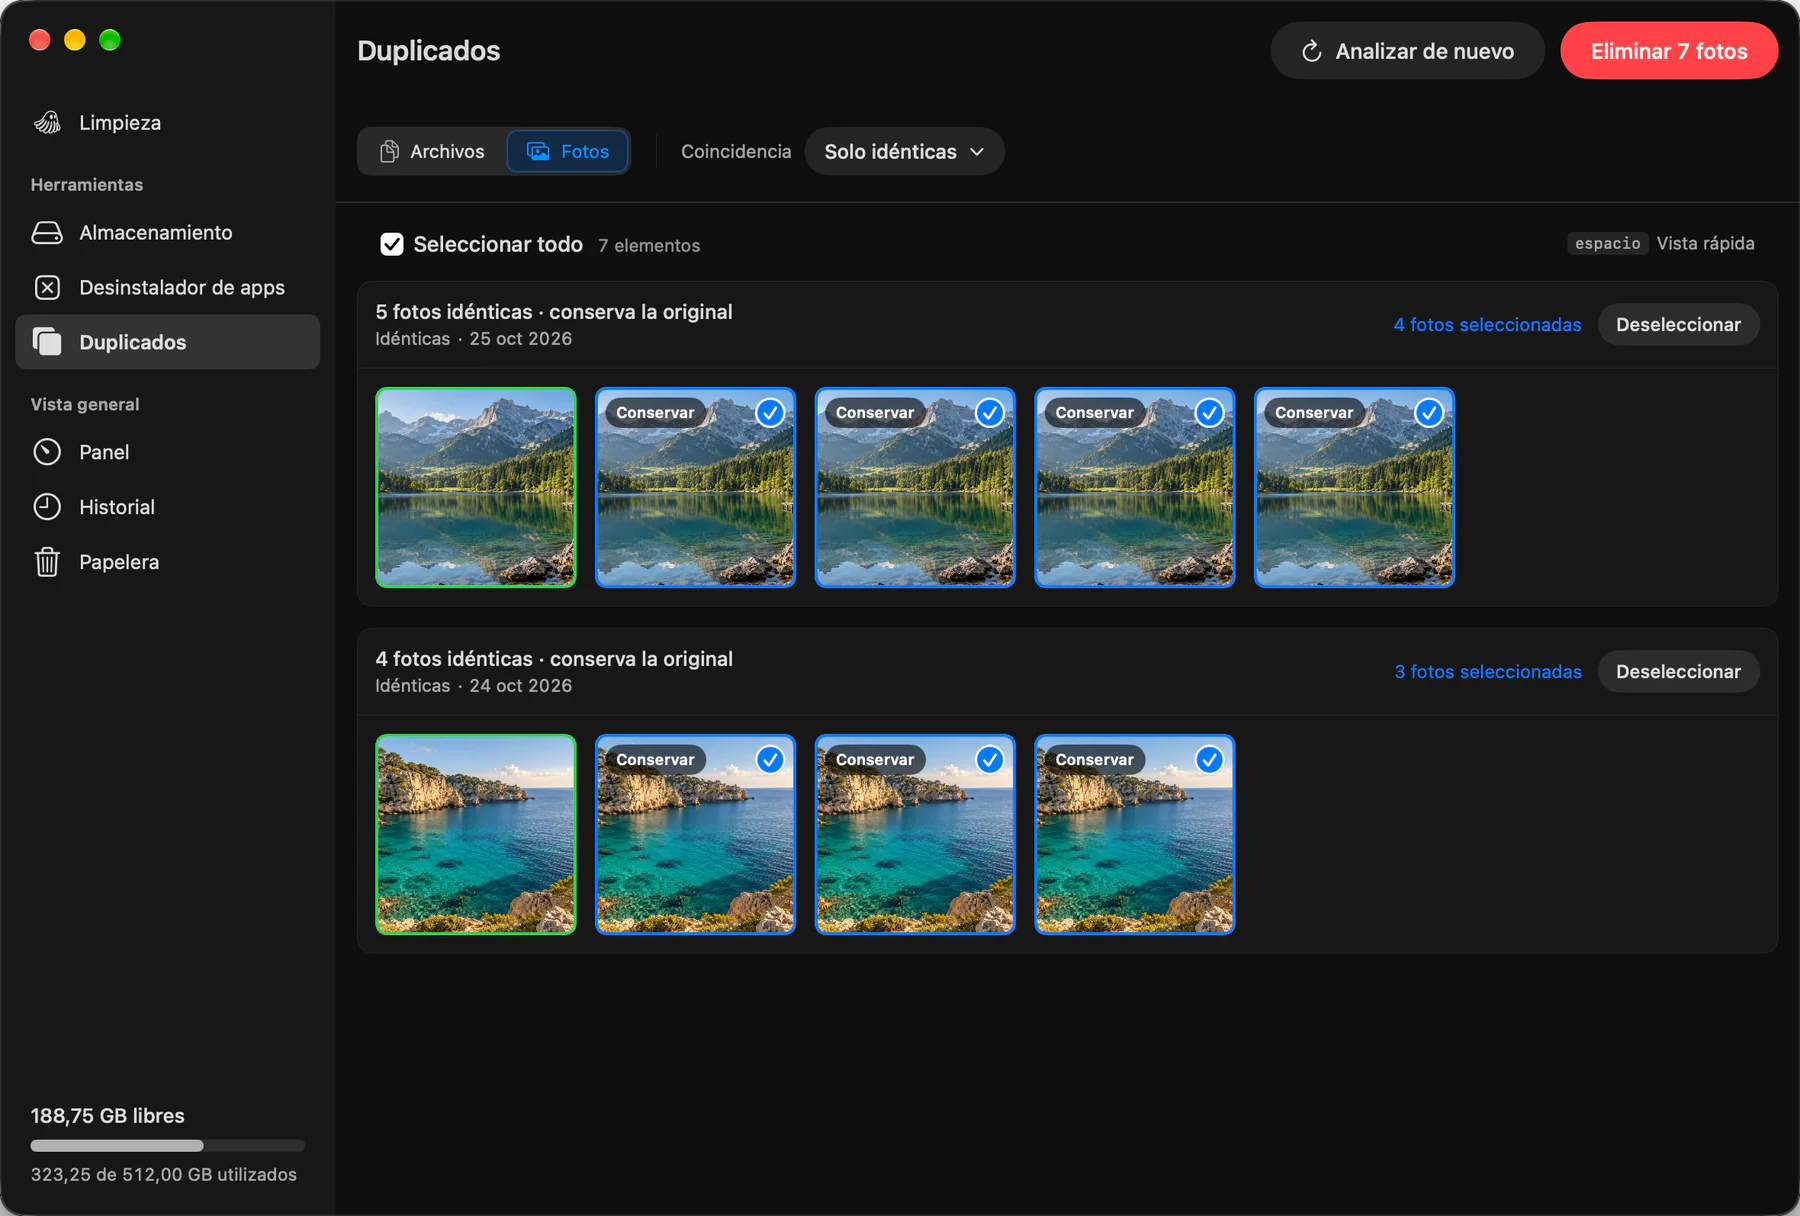 Duplicados
Analizar de nuevo
Eliminar 7 fotos
Limpieza
Herramientas
Almacenamiento
Desinstalador de apps
Duplicados
Vista general
Panel
Historial
Papelera
188,75 GB libres
323,25 de 512,00 GB utilizados
Archivos
Fotos
Coincidencia
Solo idénticas
Seleccionar todo 7 elementos
espacio Vista rápida
5 fotos idénticas · conserva la original
Idénticas · 25 oct 2026
4 fotos seleccionadas
Deseleccionar
Conservar
Conservar
Conservar
Conservar
4 fotos idénticas · conserva la original
Idénticas · 24 oct 2026
3 fotos seleccionadas
Deseleccionar
Conservar
Conservar
Conservar